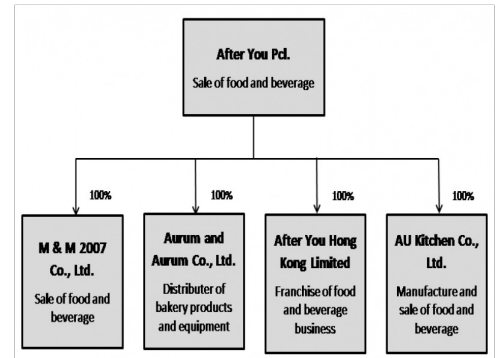 After You Pcl.
Sale of food and beverage
100%
100%
100%
100%
M & M 2007
Co., Ltd.
Sale of food and
beverage
Aurum and
Aurum Co., Ltd.
Distributer of
bakery products
and equipment
After You Hong
Kong Limited
Franchise of food
and beverage
business
AU Kitchen Co.,
Ltd.
Manufacture and
sale of food and
beverage